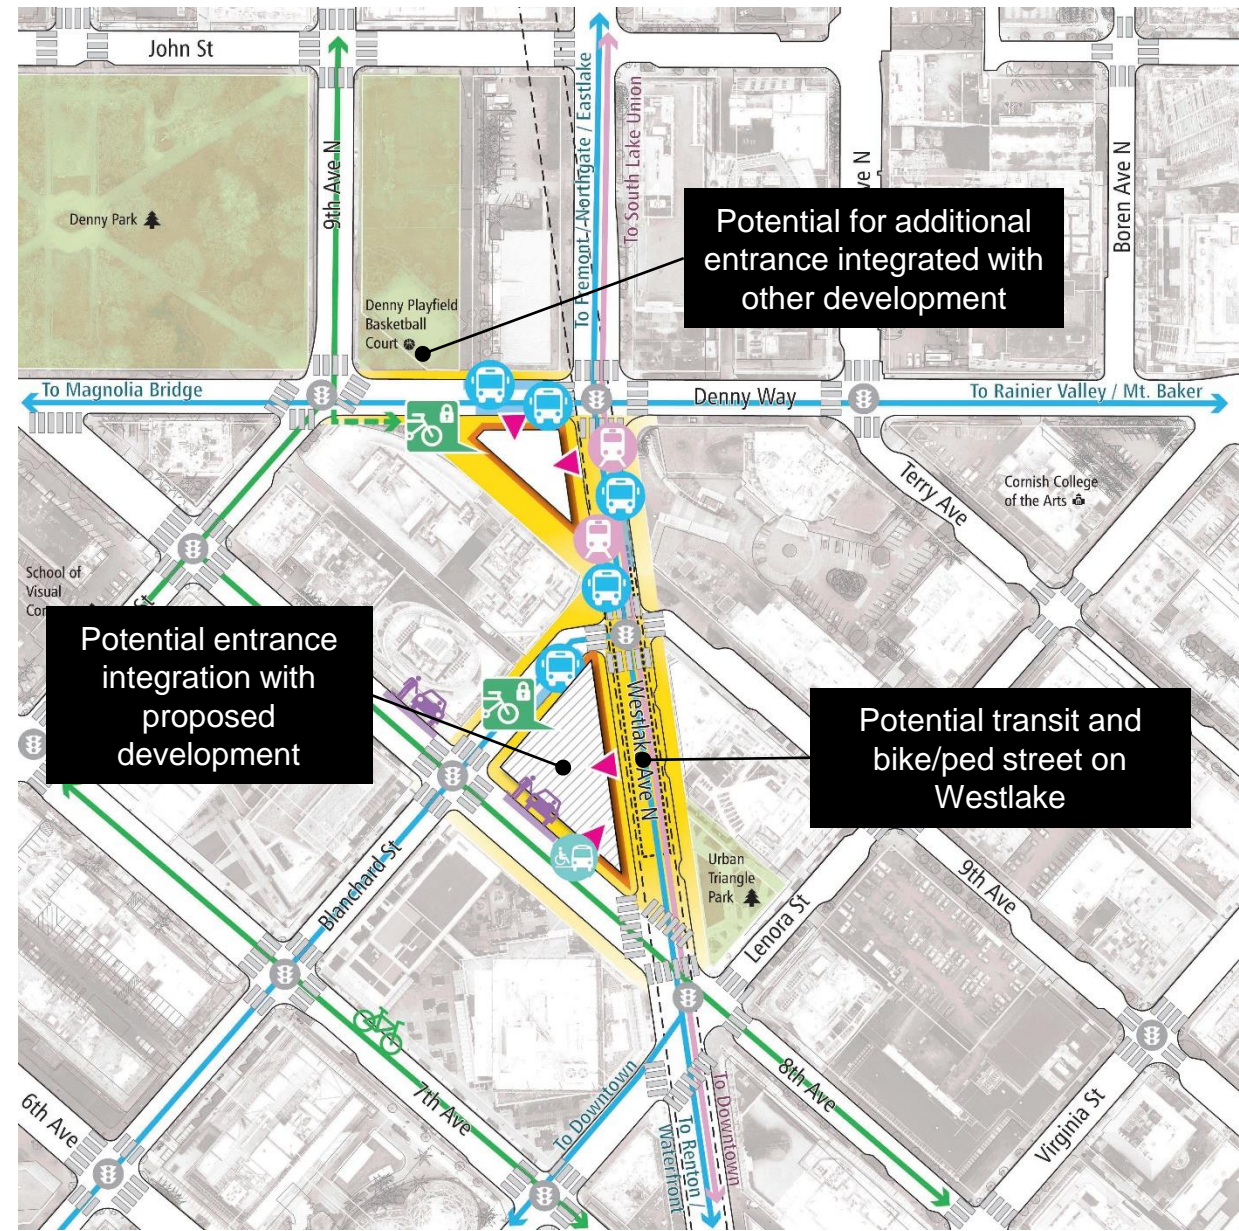 John St
9th Ave N
To Fremont / Northgate / Eastlake
To South Lake Union
Ave N
Boren Ave N
Denny Park
Potential for additional
entrance integrated with
other development
Denny Playfield
Basketball
Court
To Magnolia Bridge
Denny Way
To Rainier Valley / Mt. Baker
Terry Ave
Cornish College
of the Arts
School of
Visual
St
Potential entrance
integration with
proposed
development
Westlake Ave N
Potential transit and
bike/ped street on
Westlake
Blanchard St
Urban
Triangle
Park
Lenora St
9th Ave
6th Ave
7th Ave
To Downtown
To Renton /
Waterfront
To Downtown
8th Ave
Virginia St